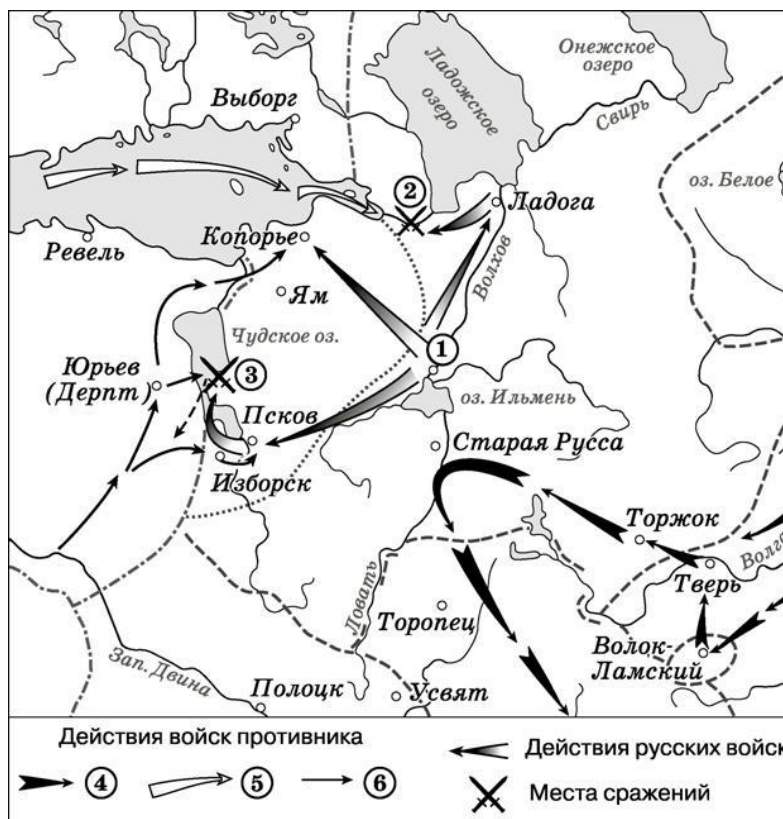 Онежское
озеро
Ладожское
озеро
Свирь
Выборг
оз. Белое
②
Ладога
Ревель
Копорье
Волхов
Ям
Чудское оз.
①
Юрьев
(Дерпт)
③
оз. Ильмень
Псков
Старая Русса
Изборск
Торжок
Волга
Тверь
Ловать
Торопец
Волок-
Ламский
Зап. Двина
Полоцк
Усвят
Действия войск противника
④
⑤
⑥
Действия русских войск
Места сражений